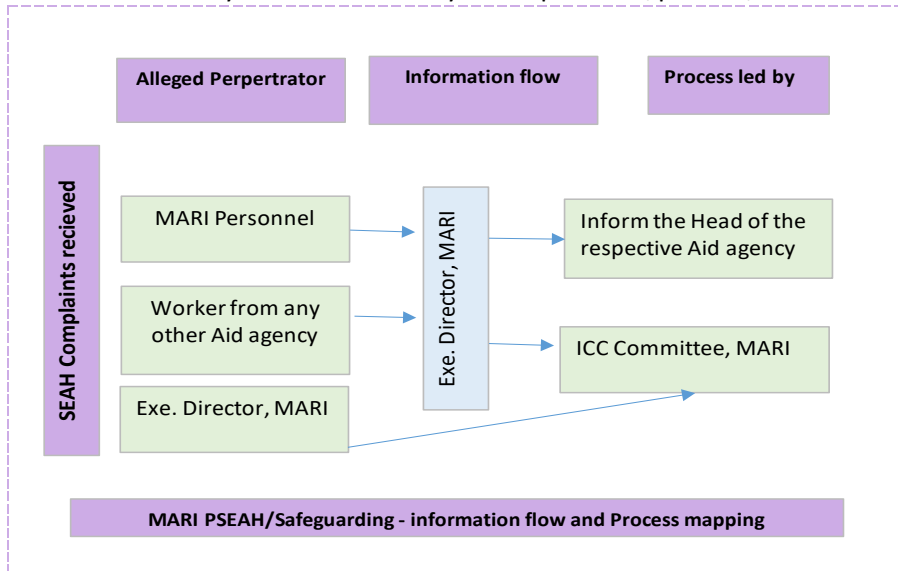 Alleged Perpertrator
Information flow
Process led by
SEAH Complaints recieved
MARI Personnel
Worker from any
other Aid agency
Exe. Director, MARI
Exe. Director, MARI
Inform the Head of the
respective Aid agency
ICC Committee, MARI
MARI PSEAH/Safeguarding - information flow and Process mapping